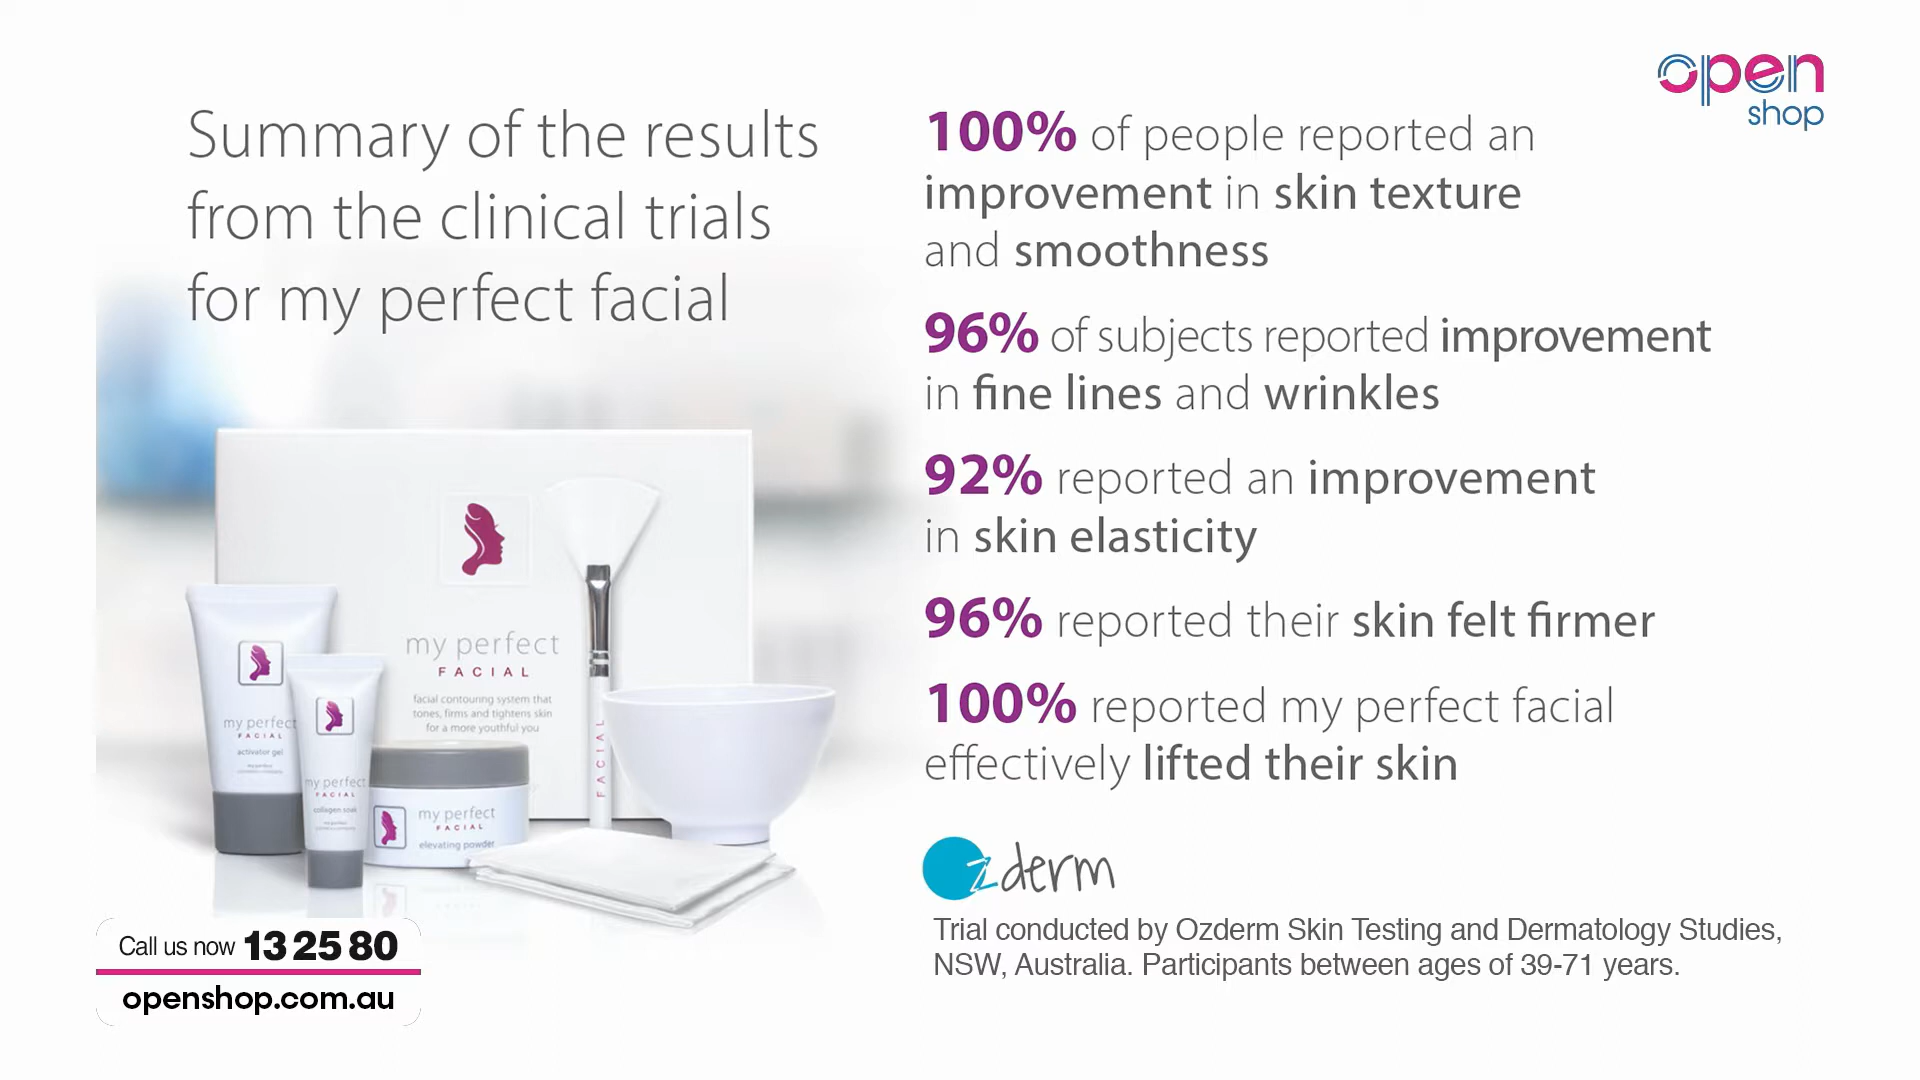 open
shop
Summary of the results
from the clinical trials
for my perfect facial
100% of people reported an
improvement in skin texture
and smoothness
96% of subjects reported improvement
in fine lines and wrinkles
92% reported an improvement
in skin elasticity
96% reported their skin felt firmer
100% reported my perfect facial
effectively lifted their skin
my perfect
FACIAL
facial contouring system that
tones, firms and tightens skin
for a more youthful you
FACIAL
my perfect
FACIAL
activator gel
my perfect
FACIAL
collagen soak
my perfect
FACIAL
elevating powder
Ozderm
Trial conducted by Ozderm Skin Testing and Dermatology Studies,
NSW, Australia. Participants between ages of 39-71 years.
Call us now 13 25 80
openshop.com.au